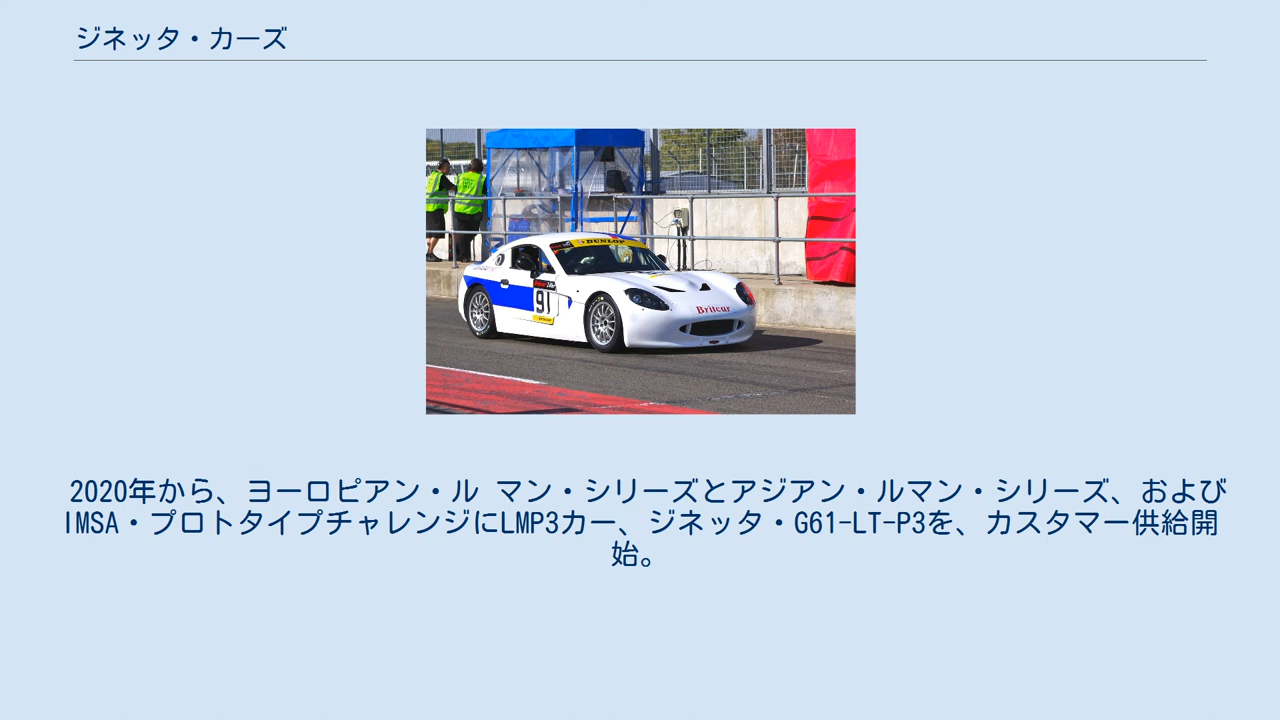 ジネッタ・カーズ
DUNLOP
91
Britcar
2020年から、ヨーロピアン・ル マン・シリーズとアジアン・ルマン・シリーズ、および
IMSA・プロトタイプチャレンジにLMP3カー、ジネッタ・G61-LT-P3を、カスタマー供給開
始。